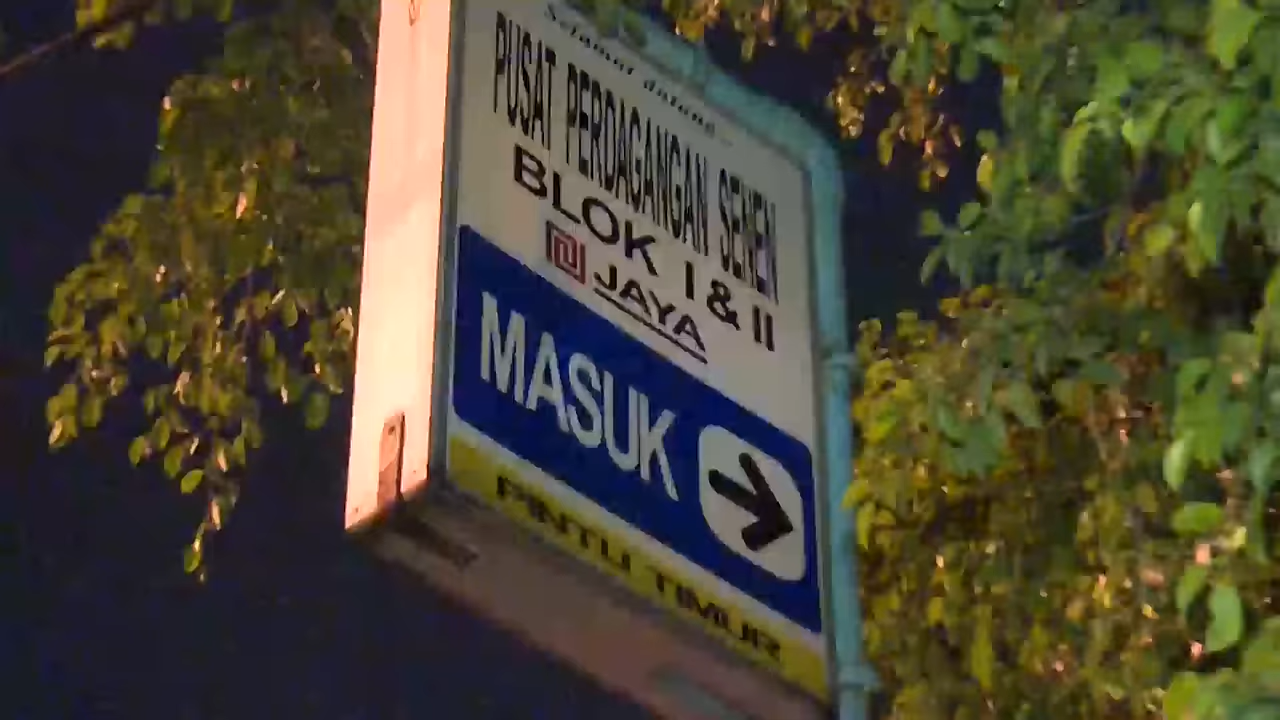 Selamat datang
PUSAT PERDAGANGAN SENEN
BLOK I & II
JAYA
MASUK
PINTU TIMUR